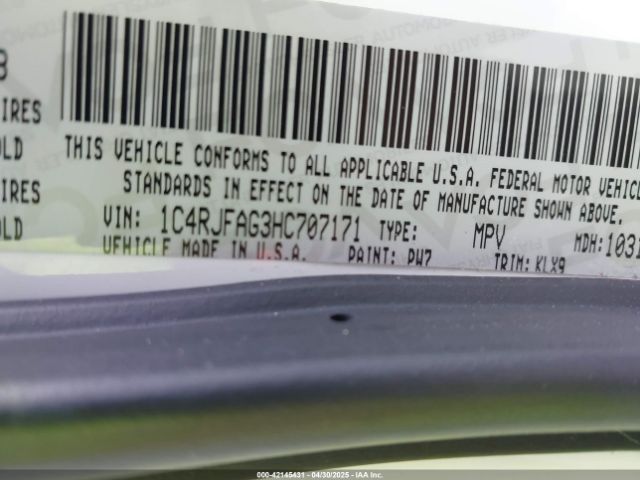 3
IRES
OLD
IRES
OLD
THIS VEHICLE CONFORMS TO ALL APPLICABLE U.S.A. FEDERAL MOTOR VEHIC
STANDARDS IN EFFECT ON THE DATE OF MANUFACTURE SHOWN ABOVE.
VIN: 1C4RJFAG3HC707171 TYPE: MPV MDH:1031
VEHICLE MADE IN U.S.A. PAINT: PW7 TRIM: KLX9
000-42145431 - 04/30/2025 - IAA Inc.